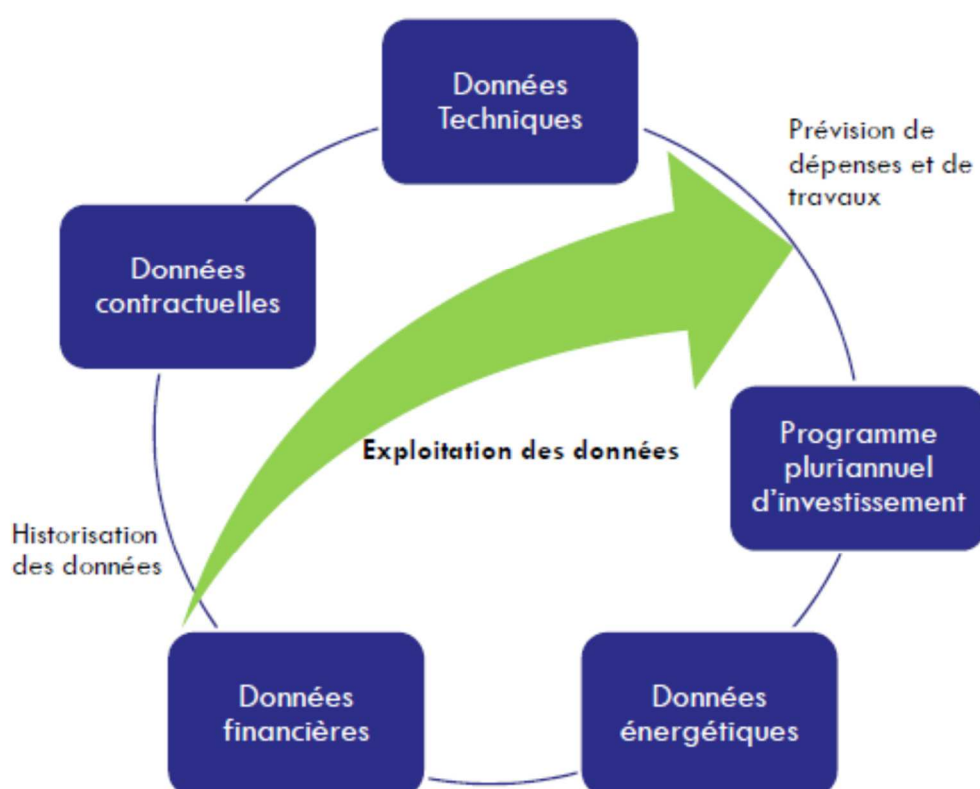 Données
Techniques
Prévision de
dépenses et de
travaux
Données
contractuelles
Exploitation des données
Programme
pluriannuel
d'investissement
Historisation
des données
Données
financières
Données
énergétiques